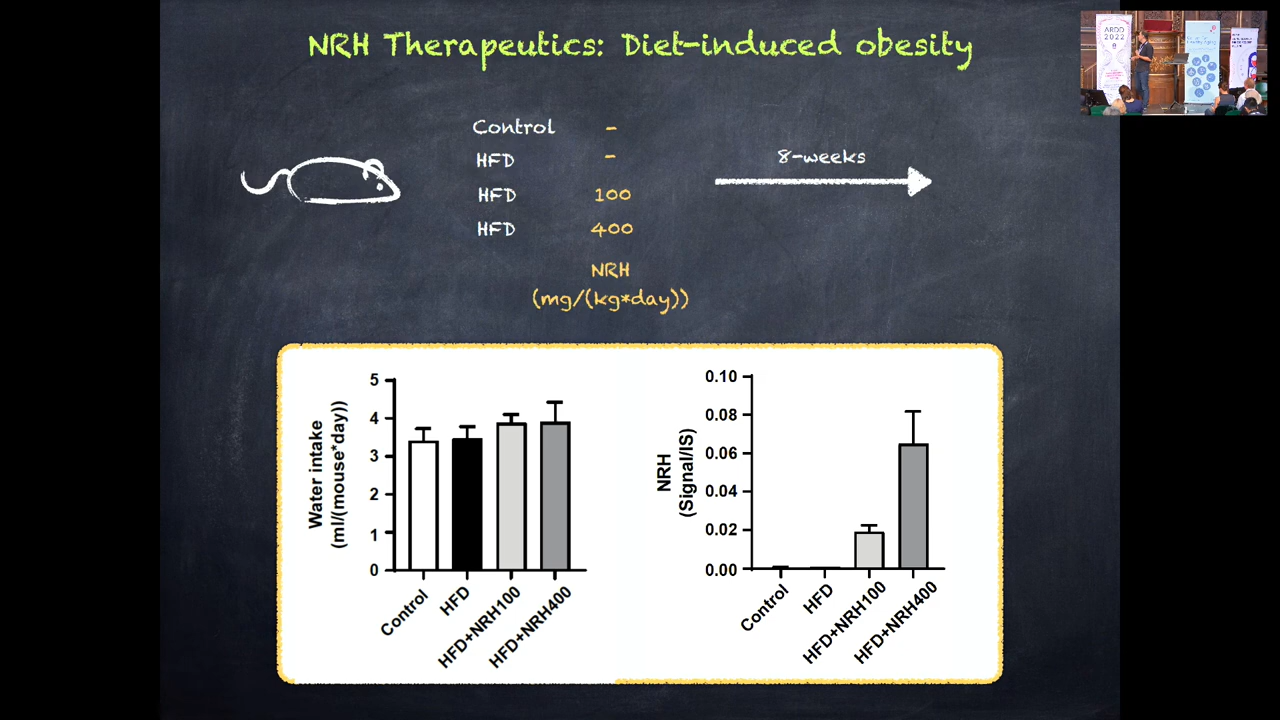 NRH Therapeutics: Diet-induced obesity
ARDD
2022
Control -
HFD -
HFD 100
HFD 400
NRH
(mg/(kg*day))
8-weeks
Water intake
(ml/(mouse*day))
5
4
3
2
1
0
Control
HFD
HFD+NRH100
HFD+NRH400
NRH
(Signal/IS)
0.10
0.08
0.06
0.04
0.02
0.00
Control
HFD
HFD+NRH100
HFD+NRH400